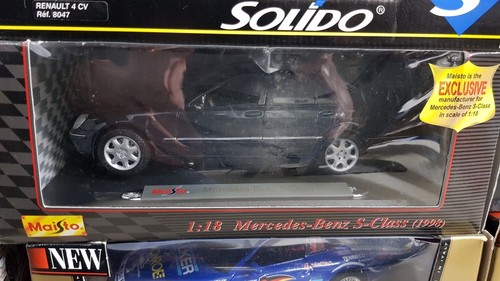 RENAULT 4 CV
Réf. 8047
SOLIDO®
S
Maisto is the
EXCLUSIVE
manufacturer for
Mercedes-Benz S-Class
in scale of 1:18
Maisto
Maisto.
1:18 Mercedes-Benz S-Class (1998)
NEW